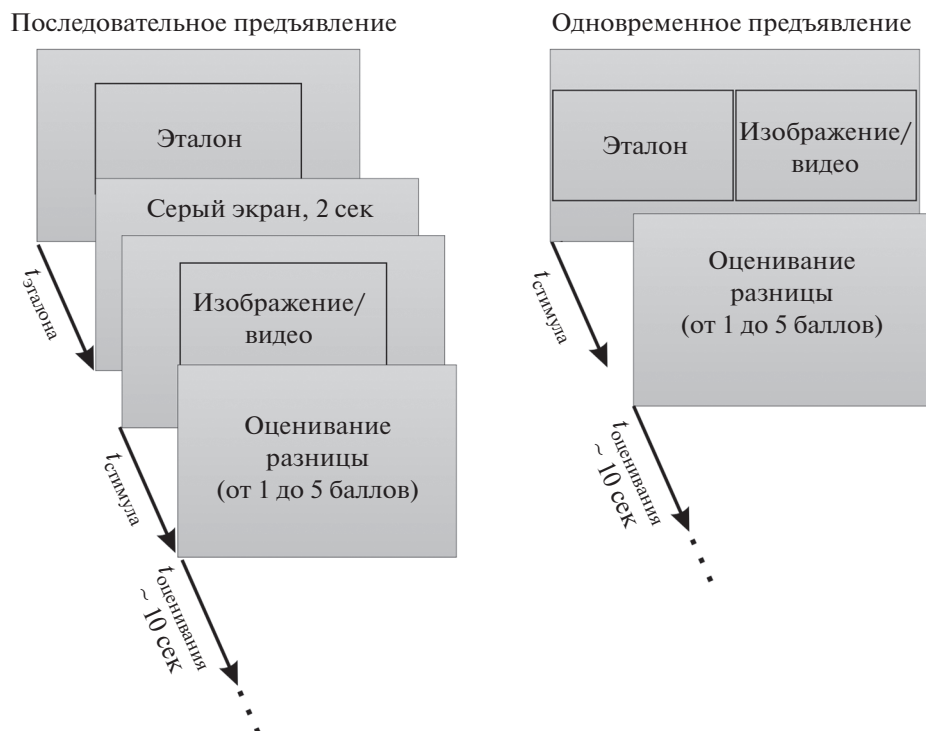 Последовательное предъявление
Эталон
Серый экран, 2 сек
tэталона
Изображение/
видео
tстимула
Оценивание
разницы
(от 1 до 5 баллов)
tоценивания
~ 10 сек
Одновременное предъявление
Эталон
Изображение/
видео
tстимула
Оценивание
разницы
(от 1 до 5 баллов)
tоценивания
~ 10 сек